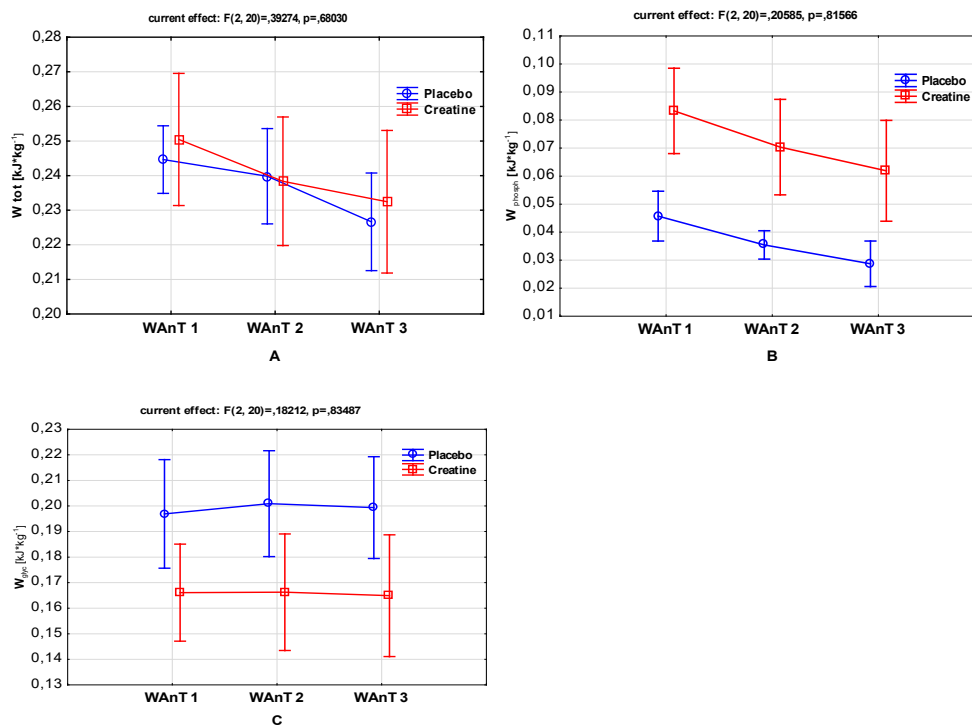 current effect: F(2, 20)=,39274, p=,68030
0,28
0,27
0,26
0,25
0,24
0,23
0,22
0,21
0,20
W tot [kJ*kg⁻¹]
Placebo
Creatine
WAnT 1 WAnT 2 WAnT 3
A
current effect: F(2, 20)=,20585, p=,81566
0,11
0,10
0,09
0,08
0,07
0,06
0,05
0,04
0,03
0,02
0,01
W phosph [kJ*kg⁻¹]
Placebo
Creatine
WAnT 1 WAnT 2 WAnT 3
B
current effect: F(2, 20)=,18212, p=,83487
0,23
0,22
0,21
0,20
0,19
0,18
0,17
0,16
0,15
0,14
0,13
W glyc [kJ*kg⁻¹]
Placebo
Creatine
WAnT 1 WAnT 2 WAnT 3
C